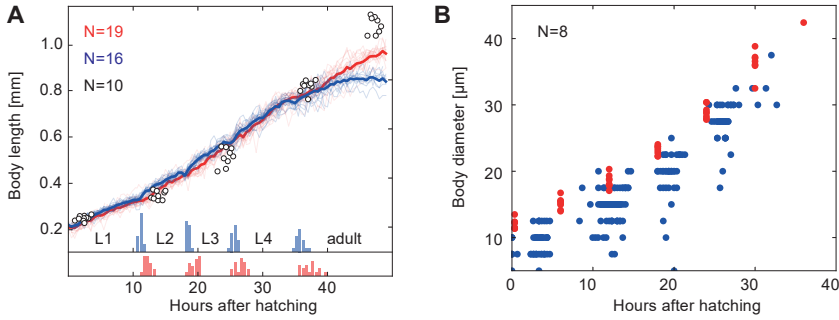 A
N=19
N=16
N=10
Body length [mm]
1.0
0.8
0.6
0.4
0.2
L1 L2 L3 L4 adult
10 20 30 40
Hours after hatching
B
N=8
Body diameter [μm]
40
30
20
10
0 10 20 30 40
Hours after hatching